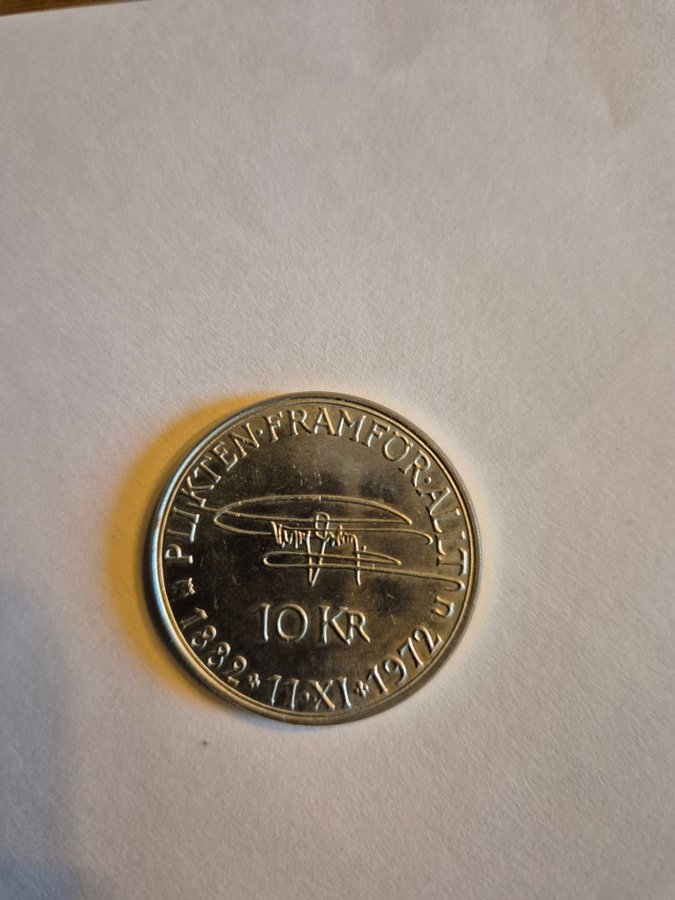 PLIKTEN·FRAMFÖR·ALLT
10 KR
1882 11·XI 1972 U